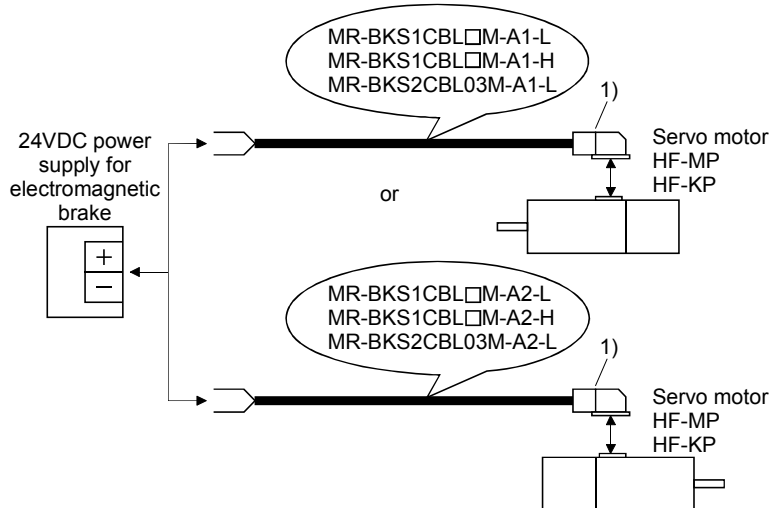 MR-BKS1CBL□M-A1-L
MR-BKS1CBL□M-A1-H
MR-BKS2CBL03M-A1-L
1)
24VDC power
supply for
electromagnetic
brake
Servo motor
HF-MP
HF-KP
or
+
−
MR-BKS1CBL□M-A2-L
MR-BKS1CBL□M-A2-H
MR-BKS2CBL03M-A2-L
1)
Servo motor
HF-MP
HF-KP